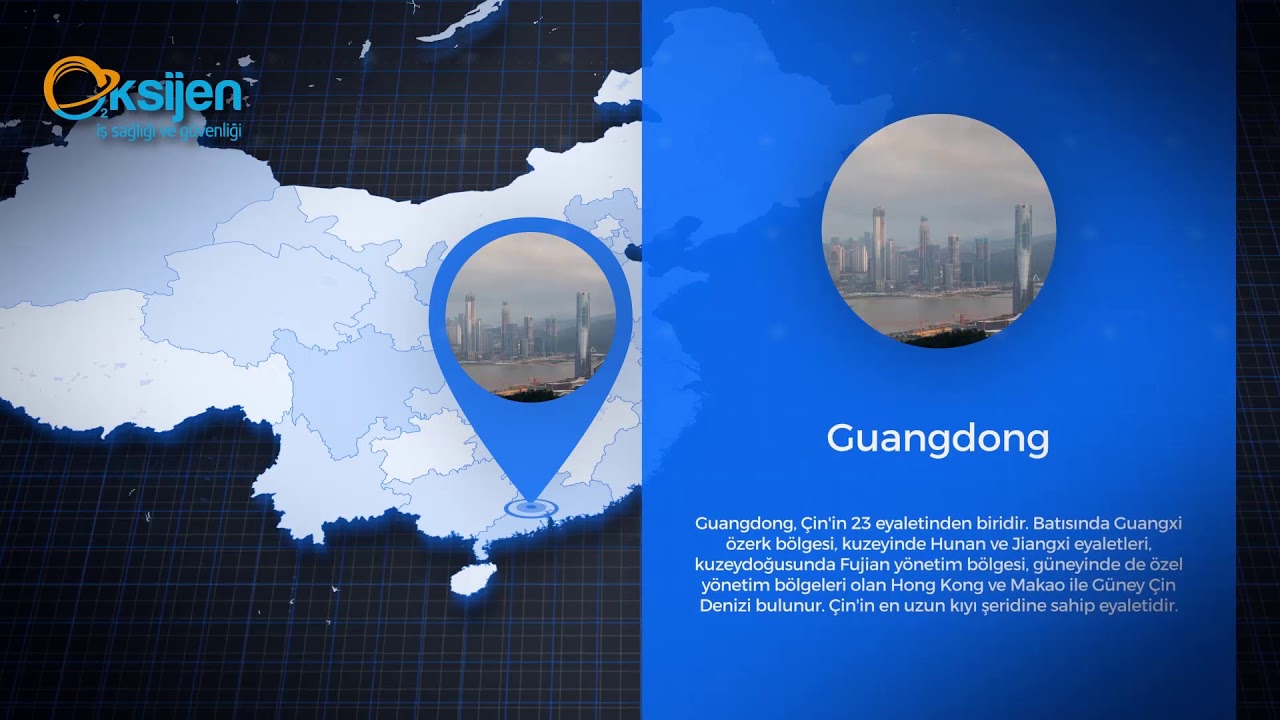 Oksijen
2
iş sağlığı ve güvenliği
Guangdong
Guangdong, Çin'in 23 eyaletinden biridir. Batısında Guangxi
özerk bölgesi, kuzeyinde Hunan ve Jiangxi eyaletleri,
kuzeydoğusunda Fujian yönetim bölgesi, güneyinde de özel
yönetim bölgeleri olan Hong Kong ve Makao ile Güney Çin
Denizi bulunur. Çin'in en uzun kıyı şeridine sahip eyaletidir.